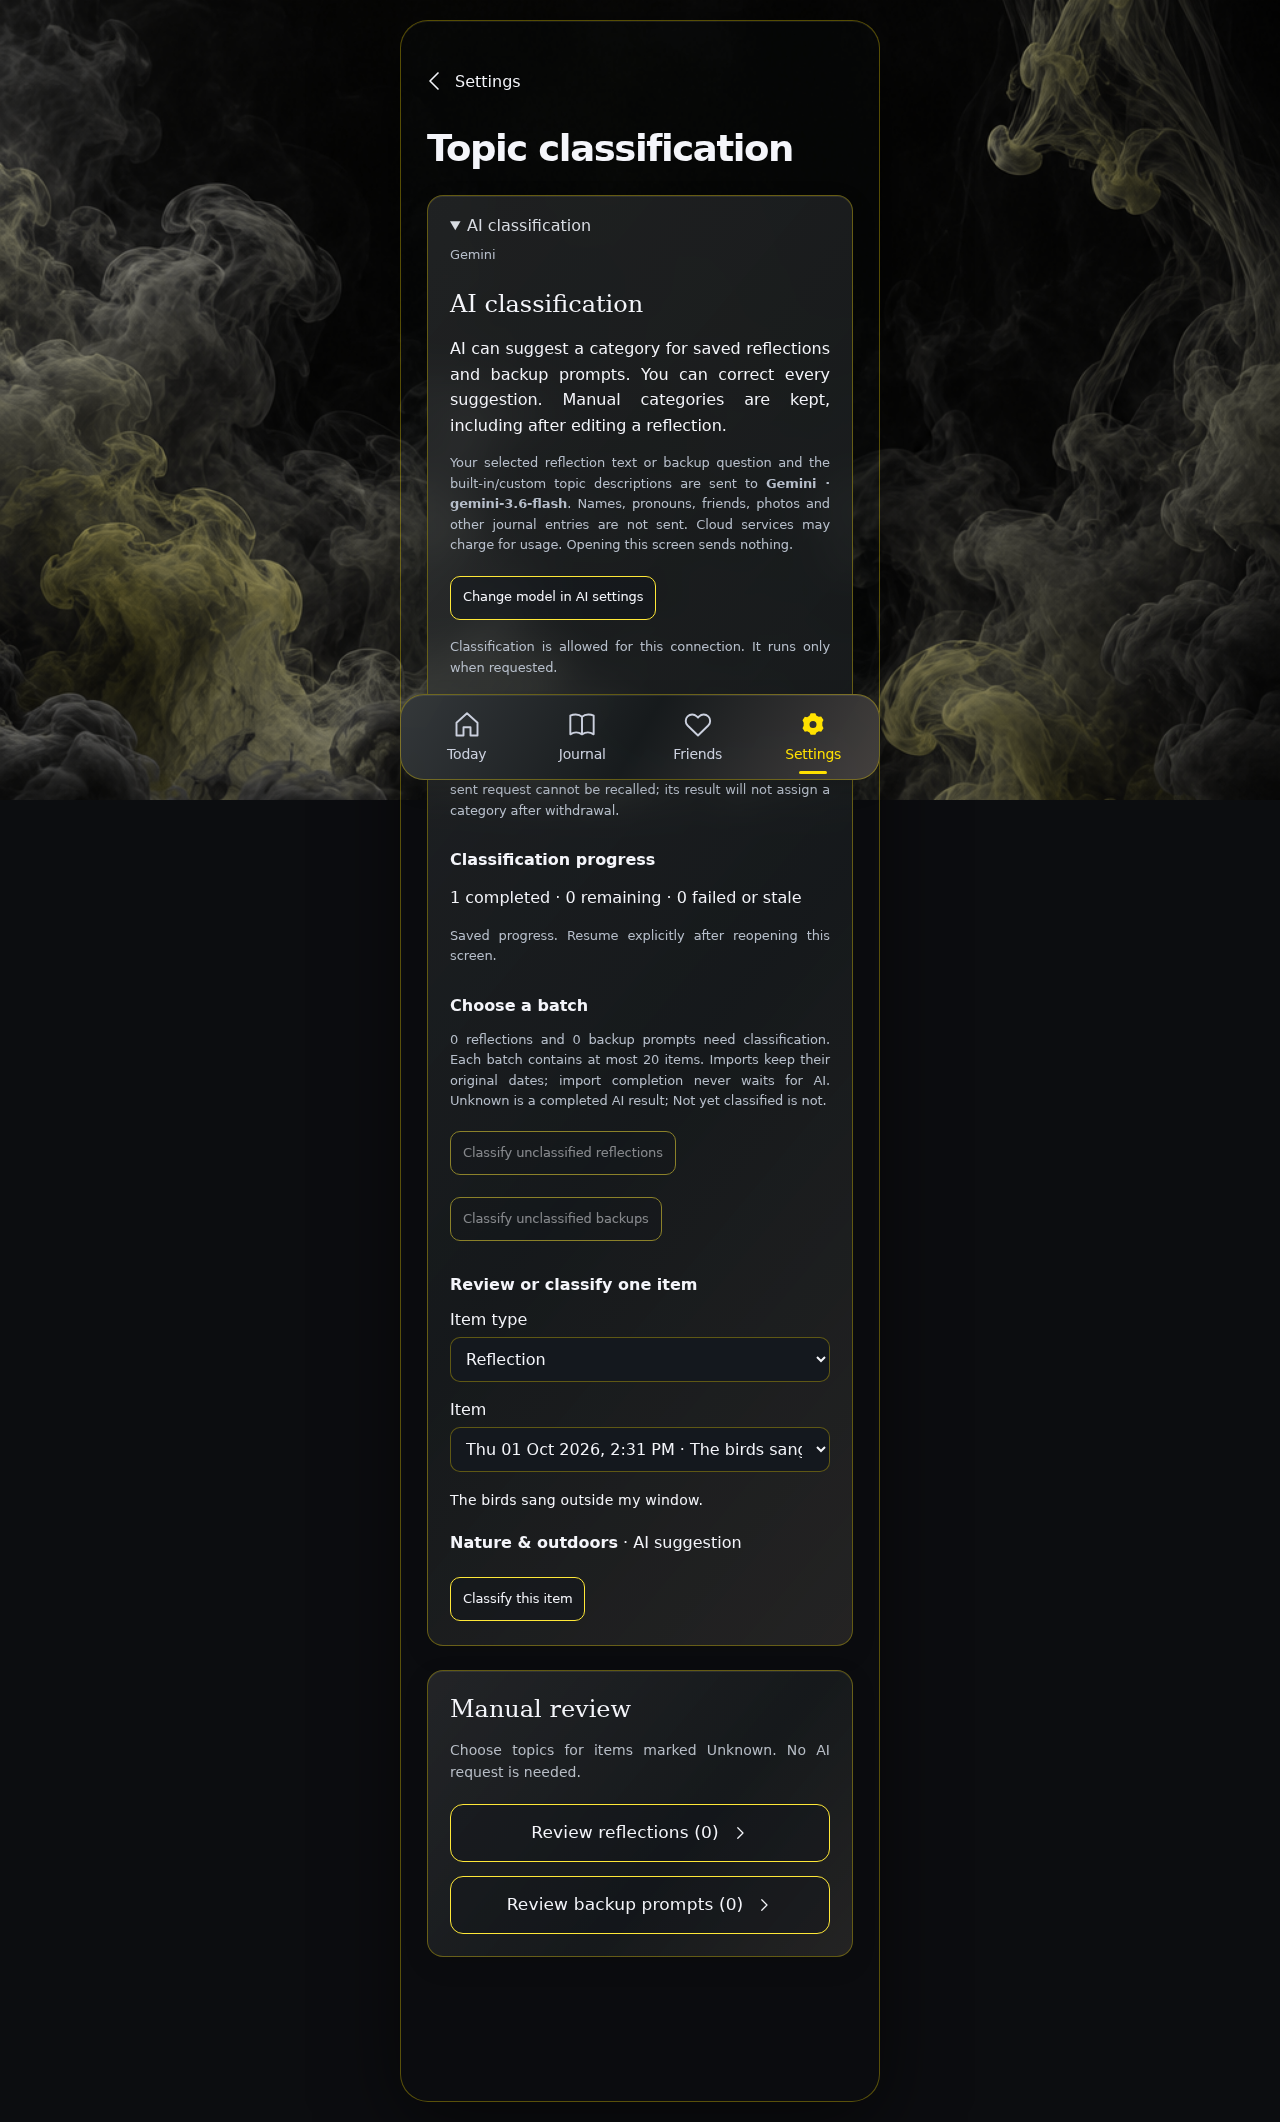 Settings
Topic classification
▼ AI classification
Gemini
AI classification
AI can suggest a category for saved reflections
and backup prompts. You can correct every
suggestion. Manual categories are kept,
including after editing a reflection.
Your selected reflection text or backup question and the
built-in/custom topic descriptions are sent to Gemini ·
gemini-3.6-flash. Names, pronouns, friends, photos and
other journal entries are not sent. Cloud services may
charge for usage. Opening this screen sends nothing.
Change model in AI settings
Classification is allowed for this connection. It runs only
when requested.
Today
Journal
Friends
Settings
sent request cannot be recalled; its result will not assign a
category after withdrawal.
Classification progress
1 completed · 0 remaining · 0 failed or stale
Saved progress. Resume explicitly after reopening this
screen.
Choose a batch
0 reflections and 0 backup prompts need classification.
Each batch contains at most 20 items. Imports keep their
original dates; import completion never waits for AI.
Unknown is a completed AI result; Not yet classified is not.
Classify unclassified reflections
Classify unclassified backups
Review or classify one item
Item type
Reflection
Item
Thu 01 Oct 2026, 2:31 PM · The birds sang
The birds sang outside my window.
Nature & outdoors · AI suggestion
Classify this item
Manual review
Choose topics for items marked Unknown. No AI
request is needed.
Review reflections (0)
Review backup prompts (0)